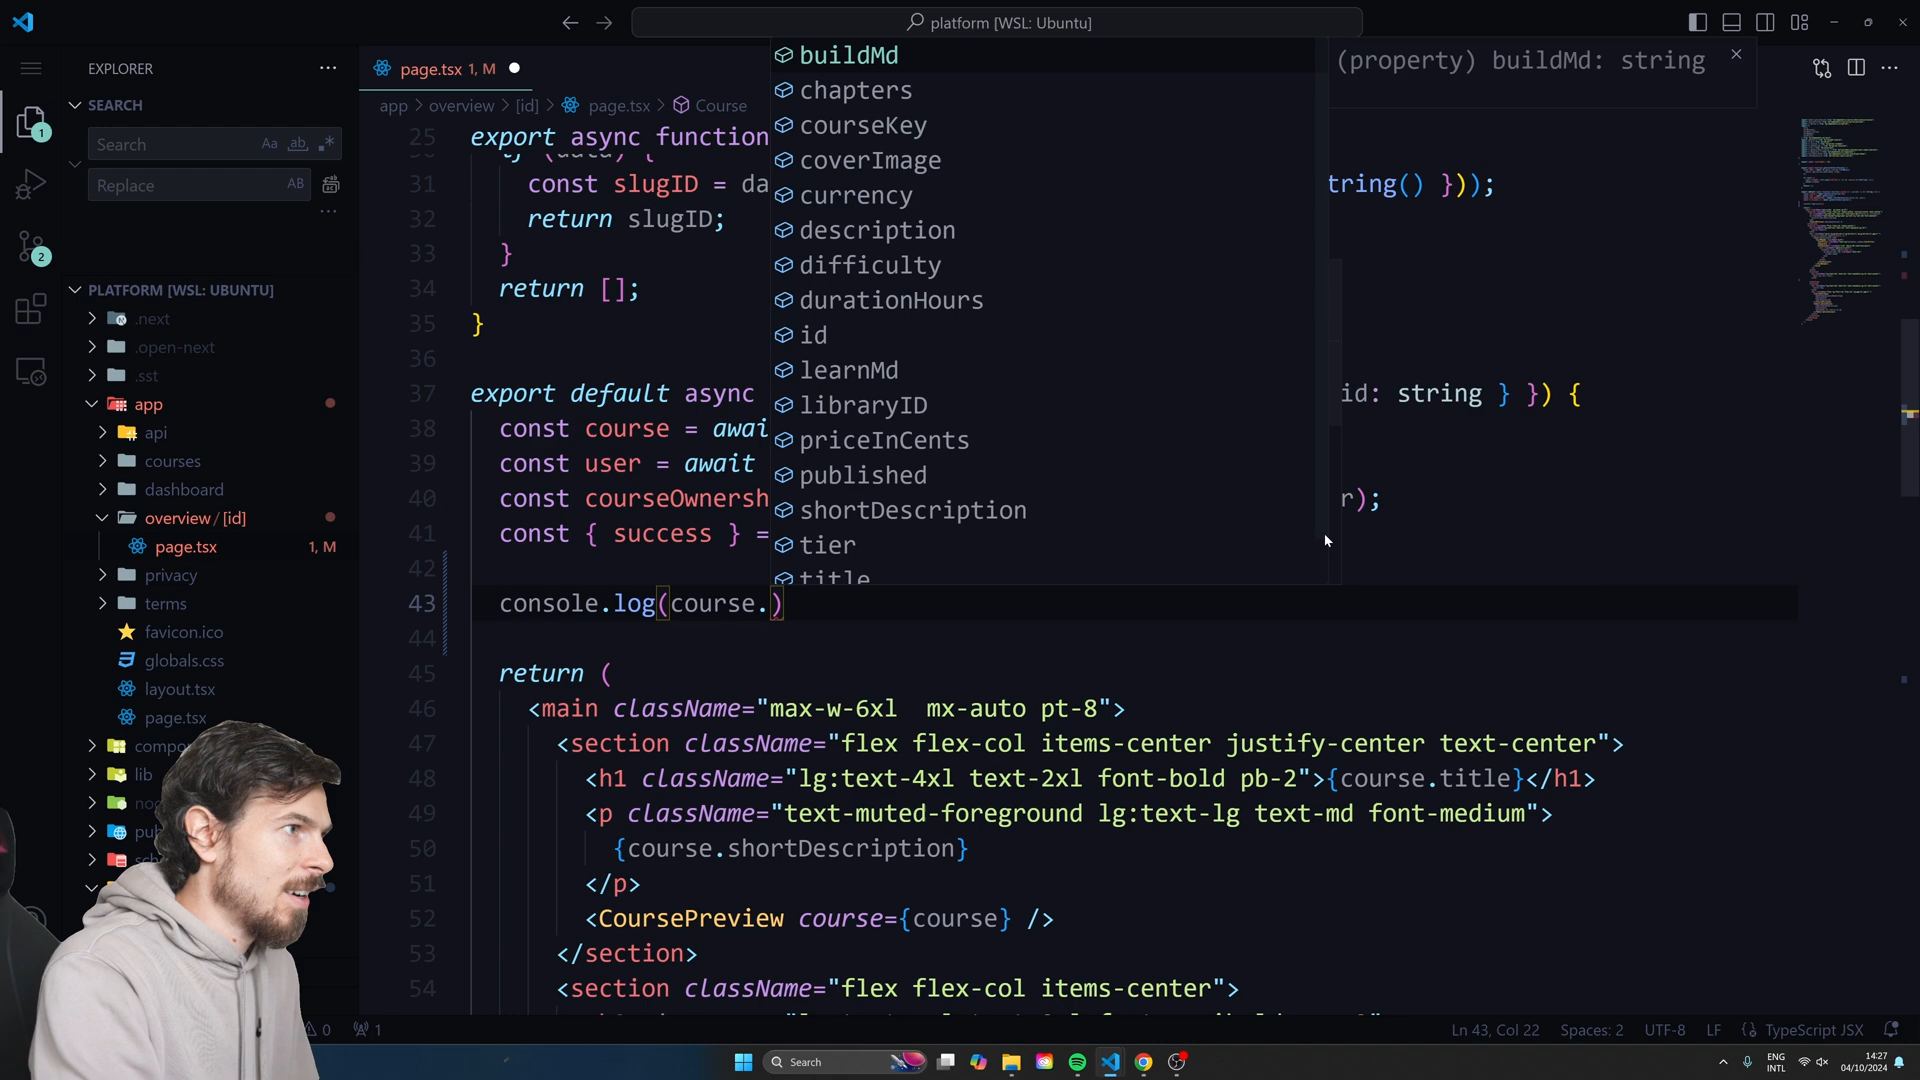 platform [WSL: Ubuntu]
EXPLORER
SEARCH
Search
Aa
ab
Replace
AB
PLATFORM [WSL: UBUNTU]
.next
.open-next
.sst
app
api
courses
dashboard
overview / [id]
page.tsx 1, M
privacy
terms
favicon.ico
globals.css
layout.tsx
page.tsx
lib
1
2
page.tsx 1, M
app > overview > [id] > page.tsx > Course
25 export async function
31 const slugID = da tring() }));
32 return slugID;
33 }
34 return [];
35 }
36
37 export default async id: string } }) {
38 const course = awai
39 const user = await
40 const courseOwnersh r);
41 const { success } =
42
43 console.log(course.)
44
45 return (
46 <main className="max-w-6xl  mx-auto pt-8">
47 <section className="flex flex-col items-center justify-center text-center">
48 <h1 className="lg:text-4xl text-2xl font-bold pb-2">{course.title}</h1>
49 <p className="text-muted-foreground lg:text-lg text-md font-medium">
50 {course.shortDescription}
51 </p>
52 <CoursePreview course={course} />
53 </section>
54 <section className="flex flex-col items-center">
buildMd
chapters
courseKey
coverImage
currency
description
difficulty
durationHours
id
learnMd
libraryID
priceInCents
published
shortDescription
tier
title
(property) buildMd: string
0
1
Ln 43, Col 22
Spaces: 2
UTF-8
LF
TypeScript JSX
Search
ENG
INTL
14:27
04/10/2024